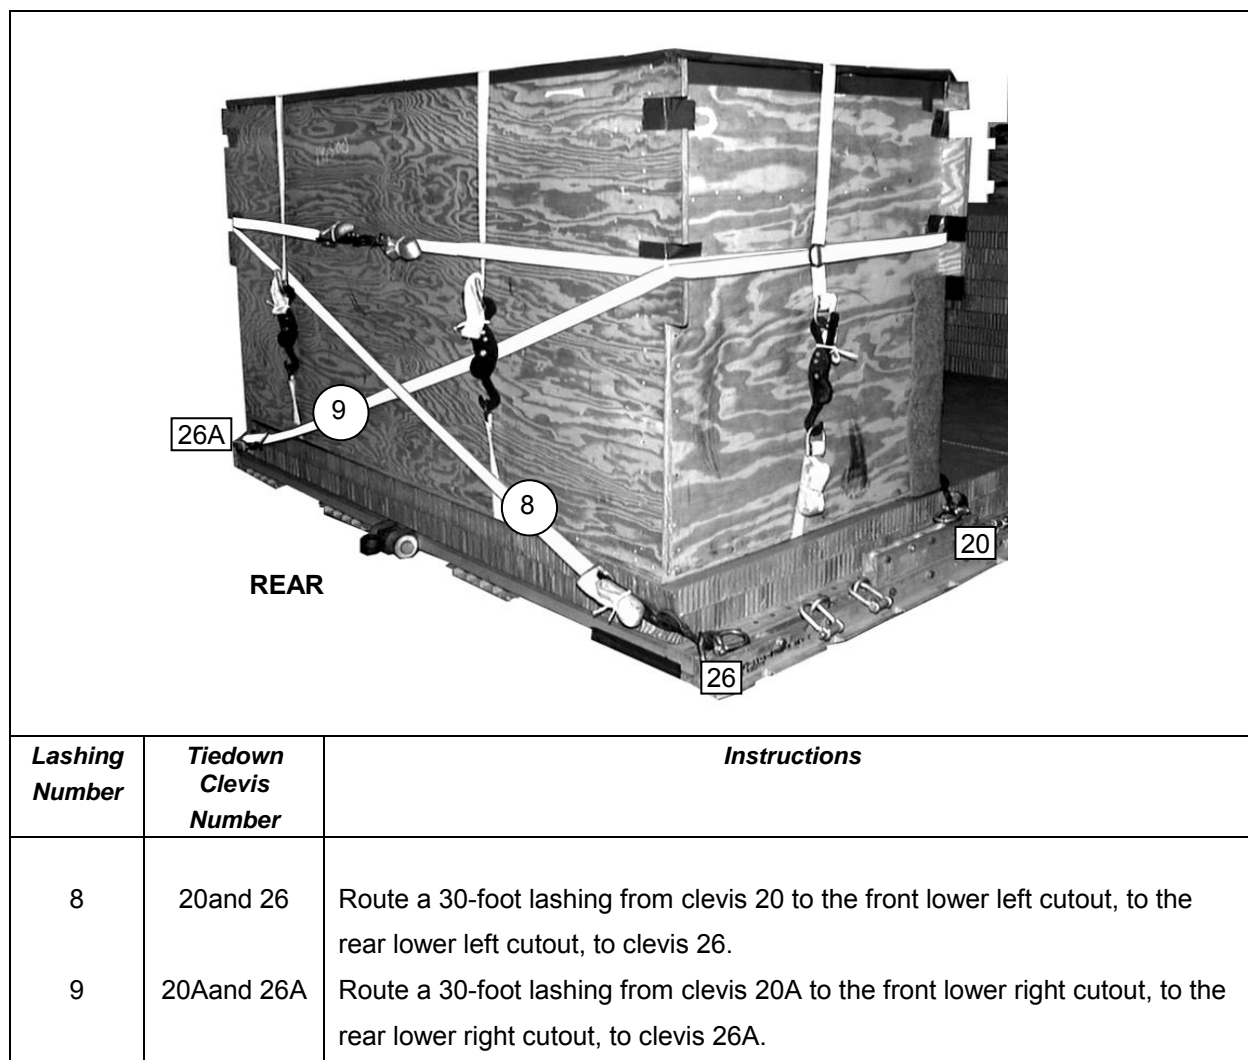 26A
9
8
20
REAR
26
Lashing Number
Tiedown Clevis Number
Instructions
8
20and 26
Route a 30-foot lashing from clevis 20 to the front lower left cutout, to the
rear lower left cutout, to clevis 26.
9
20Aand 26A
Route a 30-foot lashing from clevis 20A to the front lower right cutout, to the
rear lower right cutout, to clevis 26A.